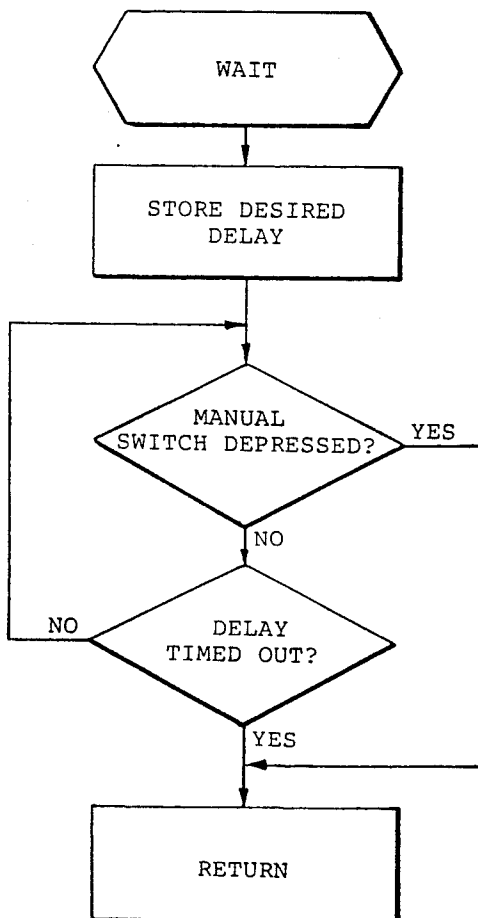 WAIT
STORE DESIRED
DELAY
MANUAL
SWITCH DEPRESSED?
YES
NO
DELAY
TIMED OUT?
NO
YES
RETURN